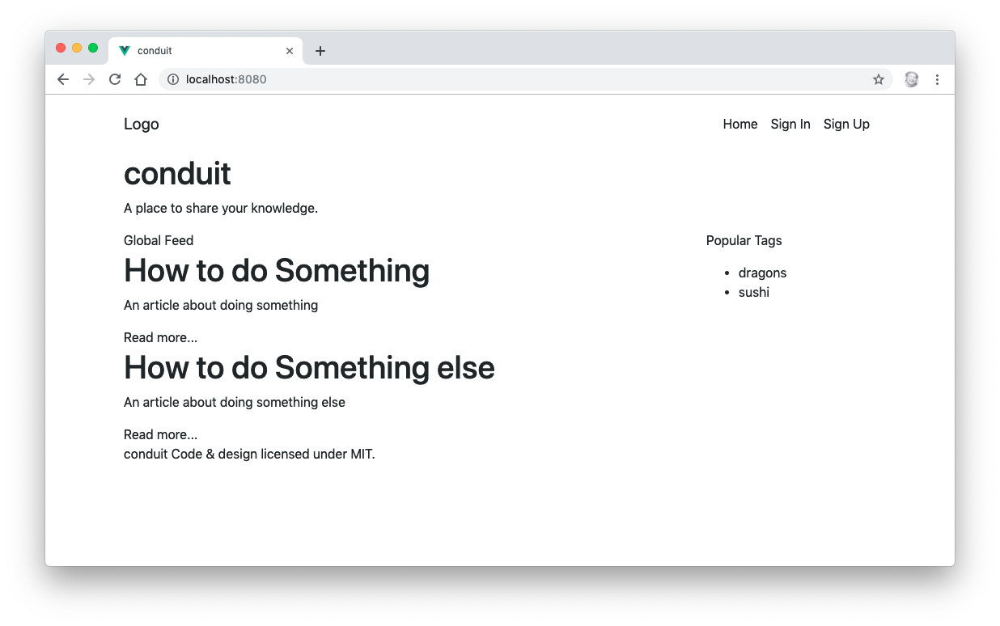 conduit
localhost:8080
Logo
Home Sign In Sign Up
conduit
A place to share your knowledge.
Global Feed
How to do Something
An article about doing something
Read more...
How to do Something else
An article about doing something else
Read more...
Popular Tags
dragons
sushi
conduit Code & design licensed under MIT.